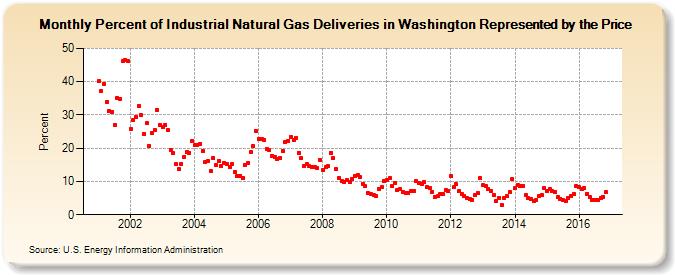 Monthly Percent of Industrial Natural Gas Deliveries in Washington Represented by the Price
Percent
50
40
30
20
10
0
2002 2004 2006 2008 2010 2012 2014 2016
Source: U.S. Energy Information Administration